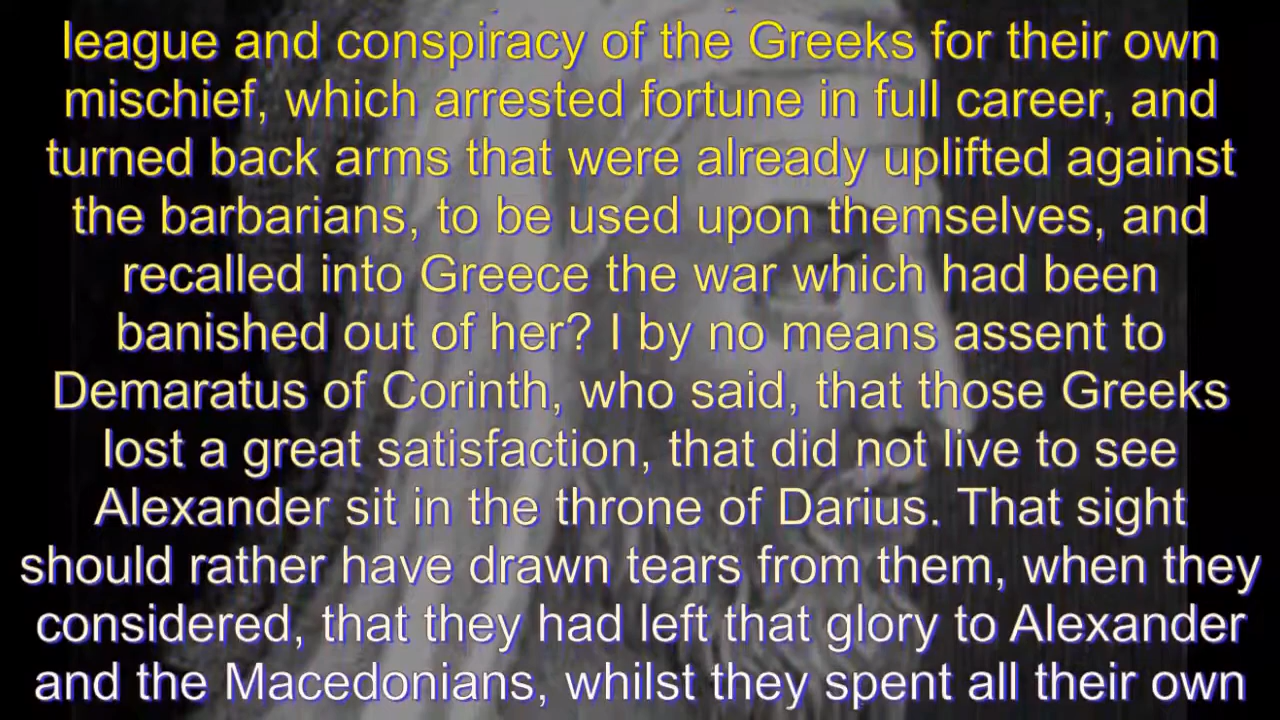 league and conspiracy of the Greeks for their own
mischief, which arrested fortune in full career, and
turned back arms that were already uplifted against
the barbarians, to be used upon themselves, and
recalled into Greece the war which had been
banished out of her? I by no means assent to
Demaratus of Corinth, who said, that those Greeks
lost a great satisfaction, that did not live to see
Alexander sit in the throne of Darius. That sight
should rather have drawn tears from them, when they
considered, that they had left that glory to Alexander
and the Macedonians, whilst they spent all their own